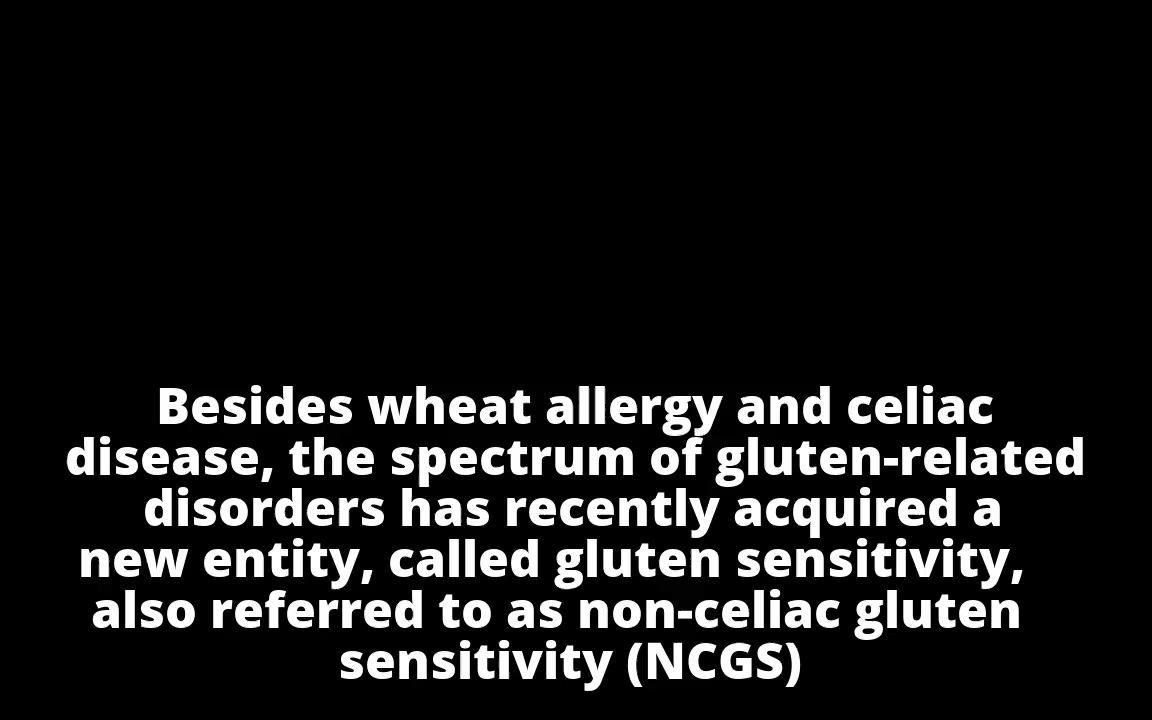 Besides wheat allergy and celiac
disease, the spectrum of gluten-related
disorders has recently acquired a
new entity, called gluten sensitivity,
also referred to as non-celiac gluten
sensitivity (NCGS)